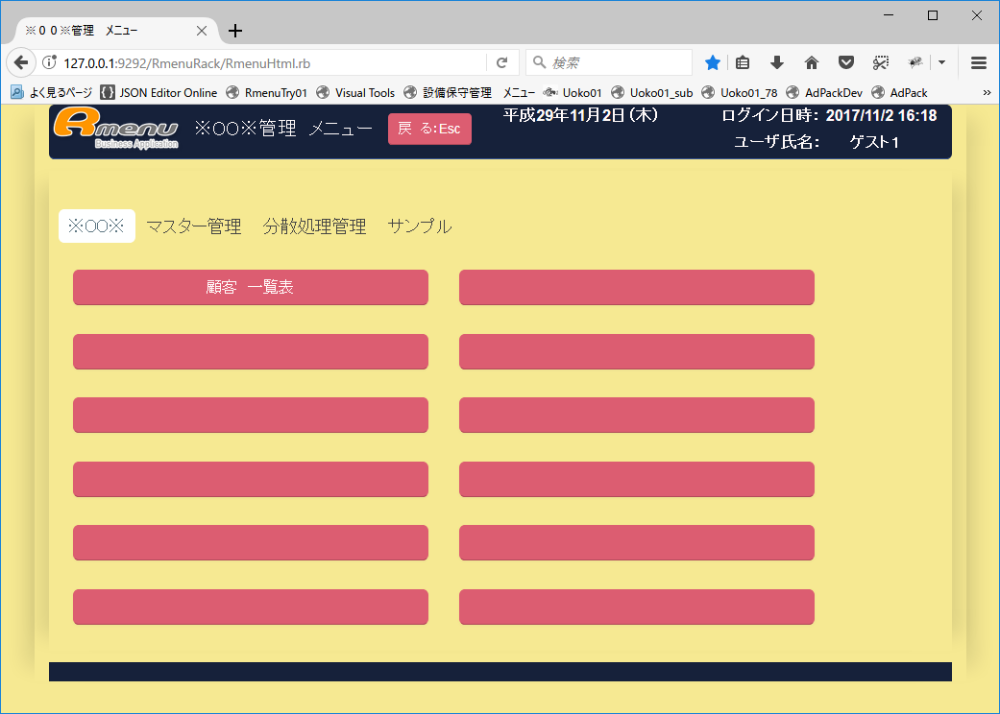 ※００※管理　メニュー
127.0.0.1:9292/RmenuRack/RmenuHtml.rb
検索
よく見るページ JSON Editor Online RmenuTry01 Visual Tools 設備保守管理　メニュー Uoko01 Uoko01_sub Uoko01_78 AdPackDev AdPack »
Rmenu ※〇〇※管理　メニュー 戻 る:Esc 平成29年11月2日(木) ログイン日時: 2017/11/2 16:18
Business Application ユーザ氏名: ゲスト1
※〇〇※ マスター管理 分散処理管理 サンプル
顧客　一覧表